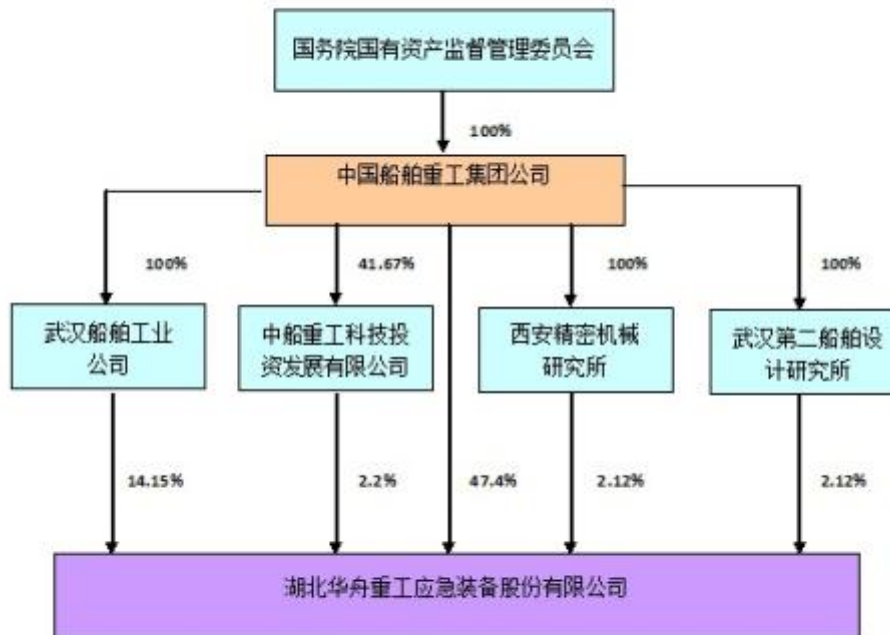 国务院国有资产监督管理委员会
100%
中国船舶重工集团公司
100%
41.67%
100%
100%
武汉船舶工业
公司
中船重工科技投
资发展有限公司
西安精密机械
研究所
武汉第二船舶设
计研究所
14.15%
2.2%
47.4%
2.12%
2.12%
湖北华舟重工应急装备股份有限公司